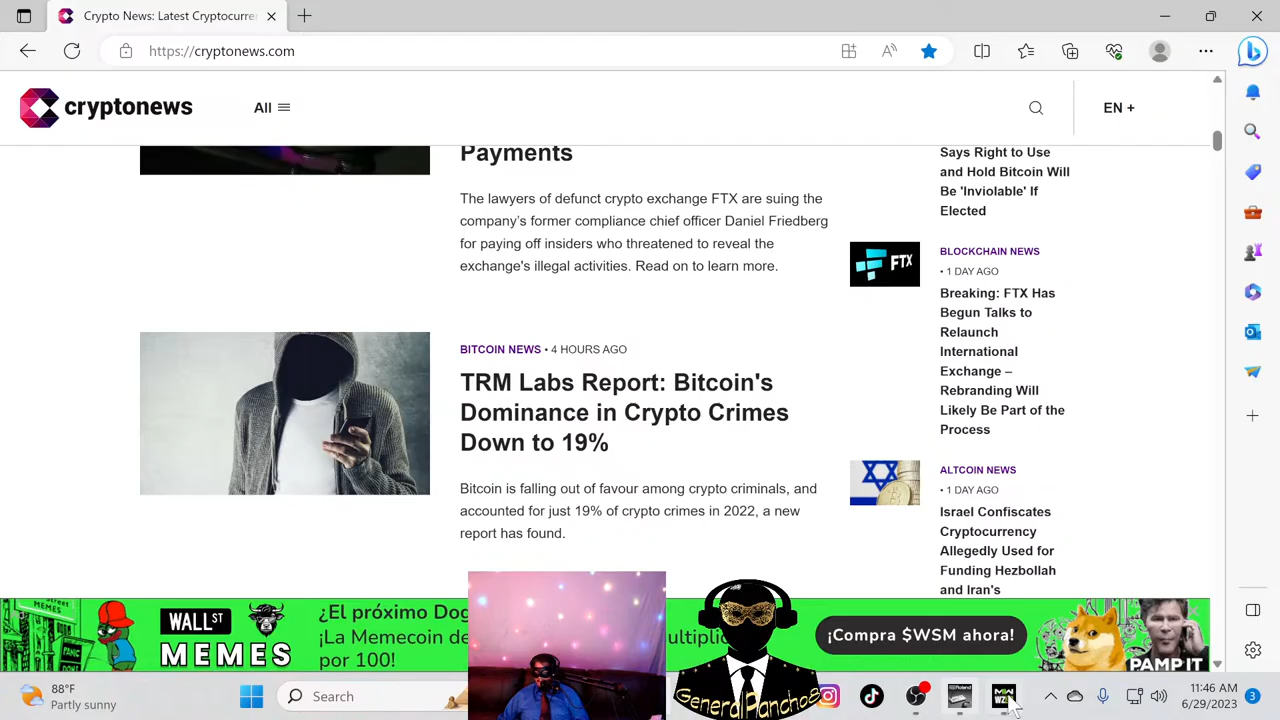 Crypto News: Latest Cryptocurre
https://cryptonews.com
cryptonews
All
EN +
Payments
The lawyers of defunct crypto exchange FTX are suing the
company's former compliance chief officer Daniel Friedberg
for paying off insiders who threatened to reveal the
exchange's illegal activities. Read on to learn more.
BITCOIN NEWS • 4 HOURS AGO
TRM Labs Report: Bitcoin's
Dominance in Crypto Crimes
Down to 19%
Bitcoin is falling out of favour among crypto criminals, and
accounted for just 19% of crypto crimes in 2022, a new
report has found.
Says Right to Use
and Hold Bitcoin Will
Be 'Inviolable' If
Elected
FTX
BLOCKCHAIN NEWS
• 1 DAY AGO
Breaking: FTX Has
Begun Talks to
Relaunch
International
Exchange –
Rebranding Will
Likely Be Part of the
Process
ALTCOIN NEWS
• 1 DAY AGO
Israel Confiscates
Cryptocurrency
Allegedly Used for
Funding Hezbollah
and Iran's
MEMES
PANIC
WALL ST
MEMES
¿El próximo Dog
¡La Memecoin de
por 100!
ultiplic
¡Compra $WSM ahora!
PAMP IT
GeneralPancho8
88°F
Partly sunny
Search
Roland
11:46 AM
6/29/2023
3